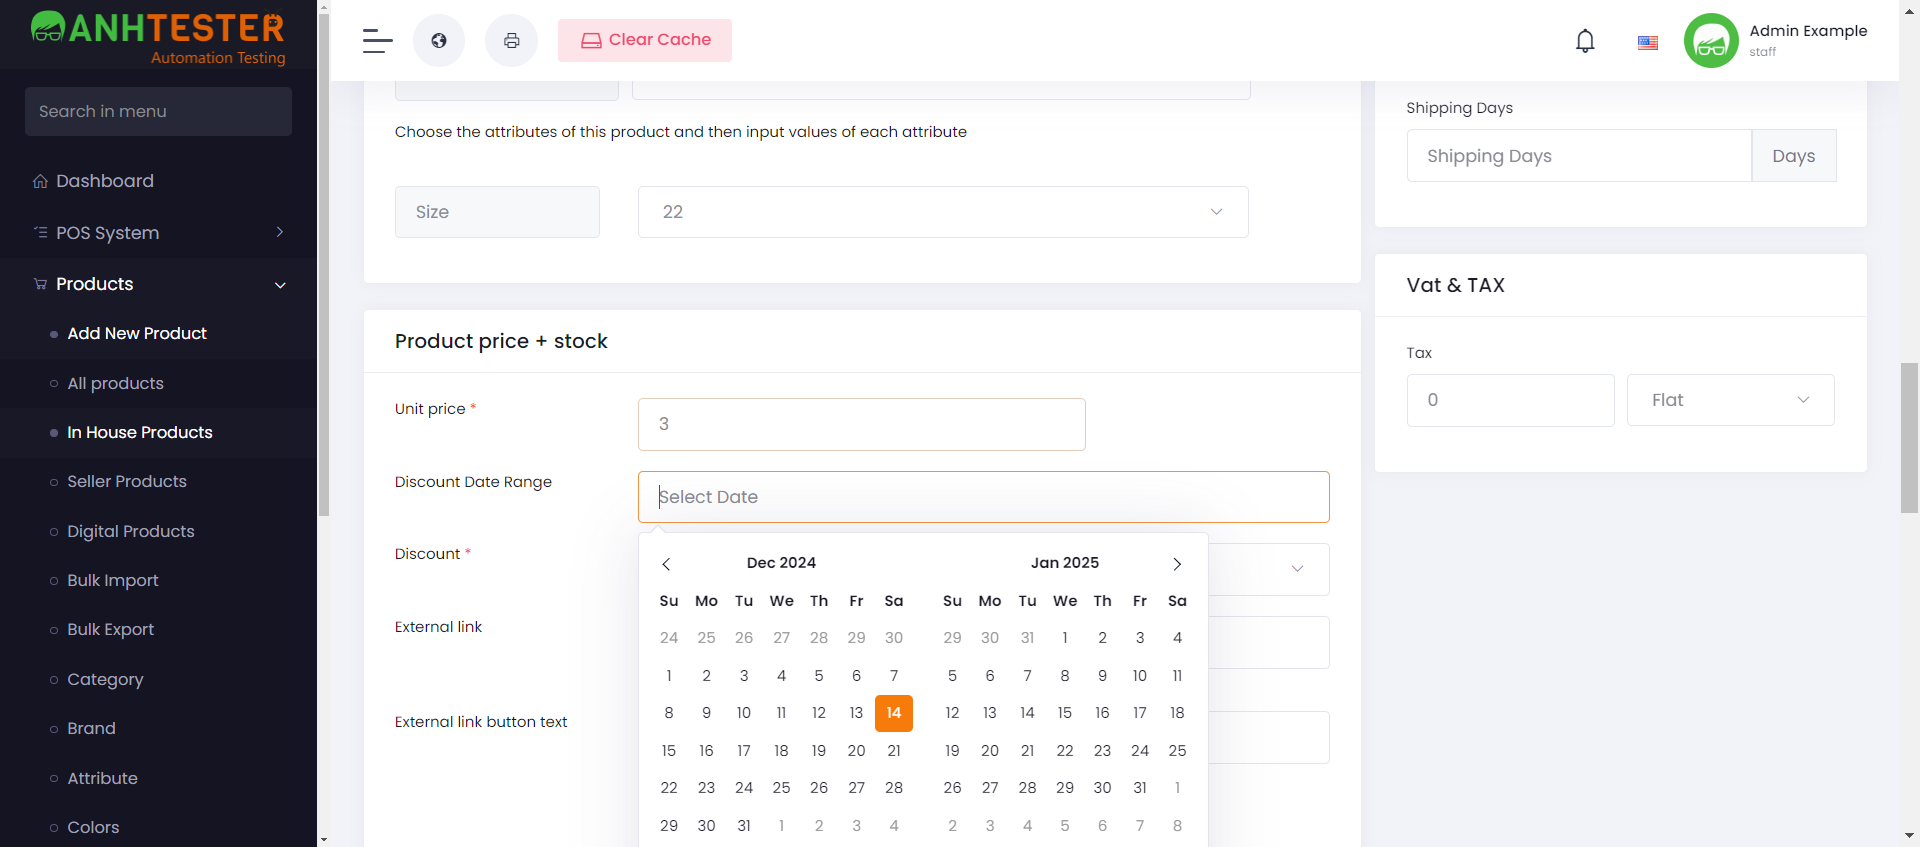 ANHTESTER
Automation Testing
Search in menu
Dashboard
POS System
Products
Add New Product
All products
In House Products
Seller Products
Digital Products
Bulk Import
Bulk Export
Category
Brand
Attribute
Colors
Clear Cache
Admin Example
staff
Choose the attributes of this product and then input values of each attribute
Size
22
Product price + stock
Unit price *
3
Discount Date Range
Select Date
Discount *
External link
External link button text
Dec 2024
Su Mo Tu We Th Fr Sa
24 25 26 27 28 29 30
1 2 3 4 5 6 7
8 9 10 11 12 13 14
15 16 17 18 19 20 21
22 23 24 25 26 27 28
29 30 31 1 2 3 4
Jan 2025
Su Mo Tu We Th Fr Sa
29 30 31 1 2 3 4
5 6 7 8 9 10 11
12 13 14 15 16 17 18
19 20 21 22 23 24 25
26 27 28 29 30 31 1
2 3 4 5 6 7 8
Shipping Days
Shipping Days
Days
Vat & TAX
Tax
0
Flat